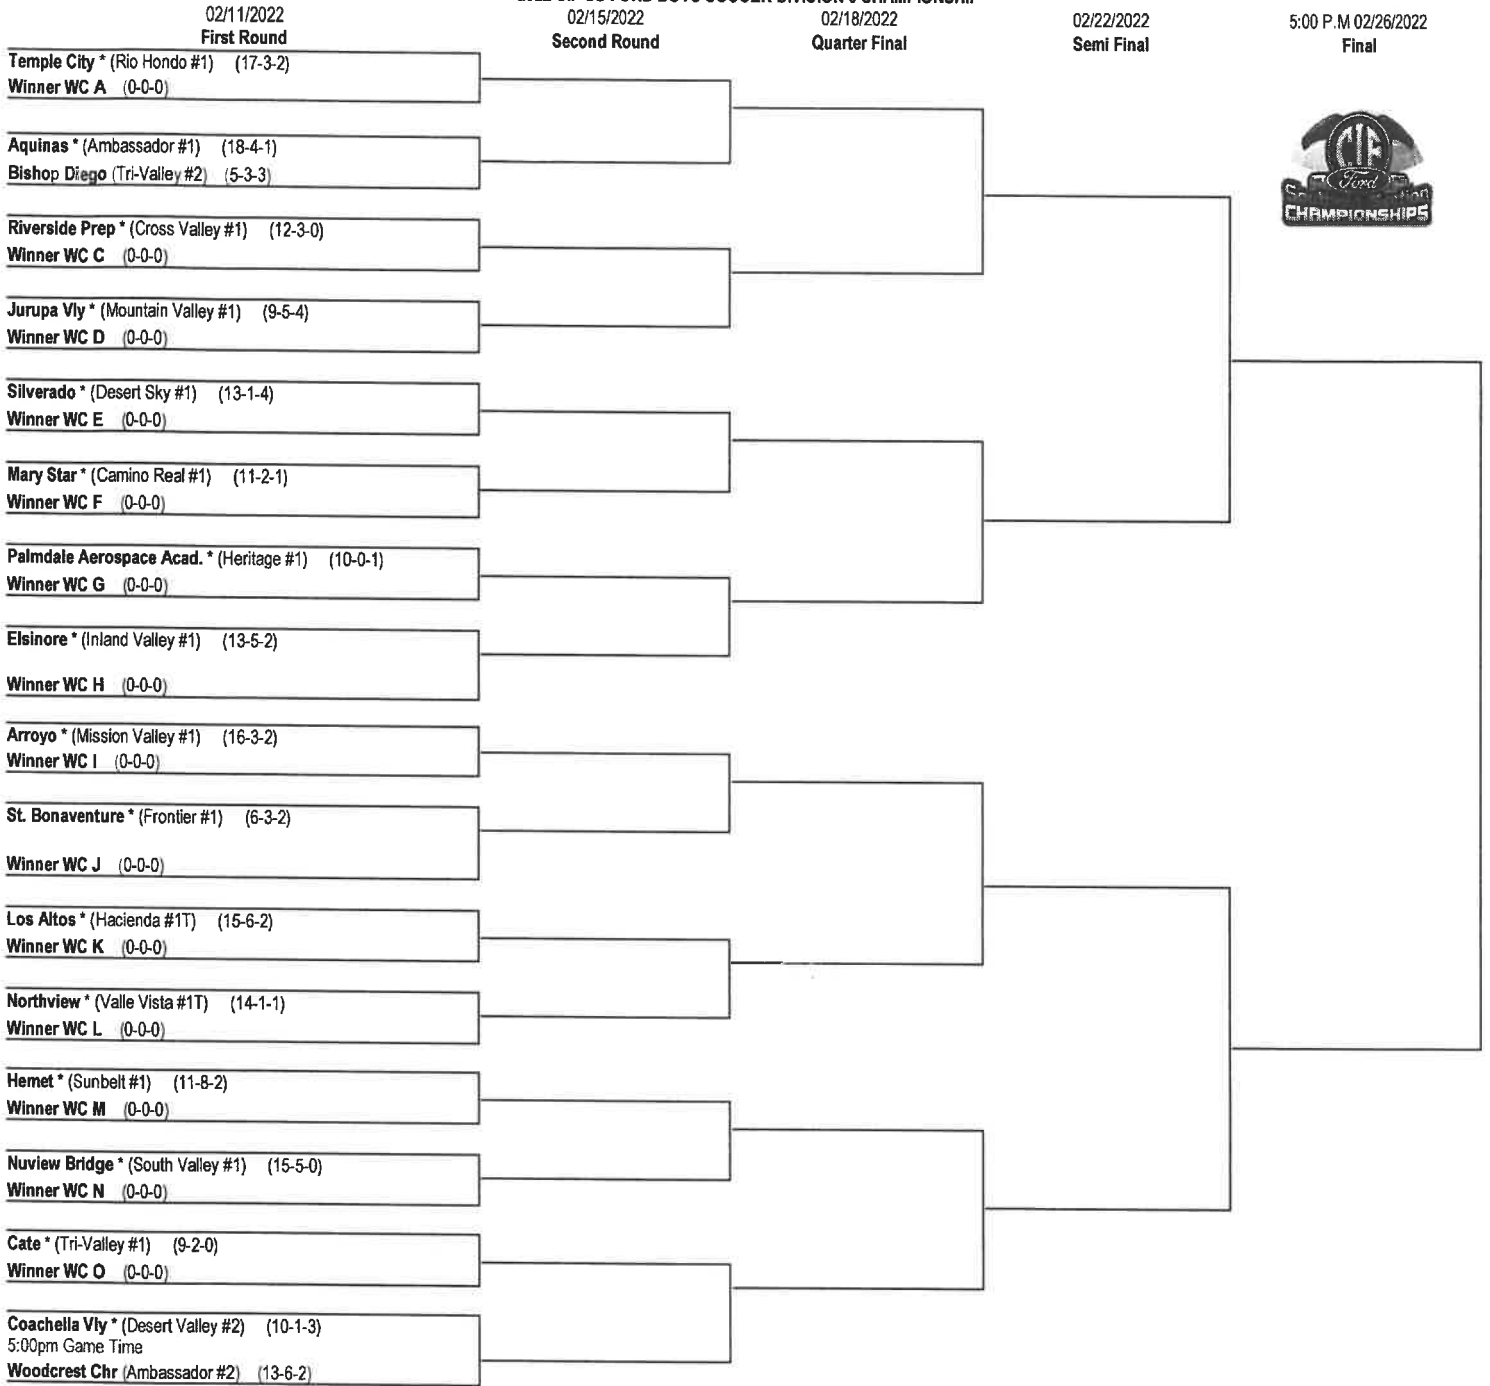 02/11/2022
First Round
02/15/2022
Second Round
02/18/2022
Quarter Final
02/22/2022
Semi Final
5:00 P.M 02/26/2022
Final
Temple City * (Rio Hondo #1) (17-3-2)
Winner WC A (0-0-0)
Aquinas * (Ambassador #1) (18-4-1)
Bishop Diego (Tri-Valley #2) (5-3-3)
Riverside Prep * (Cross Valley #1) (12-3-0)
Winner WC C (0-0-0)
Jurupa Vly * (Mountain Valley #1) (9-5-4)
Winner WC D (0-0-0)
Silverado * (Desert Sky #1) (13-1-4)
Winner WC E (0-0-0)
Mary Star * (Camino Real #1) (11-2-1)
Winner WC F (0-0-0)
Palmdale Aerospace Acad. * (Heritage #1) (10-0-1)
Winner WC G (0-0-0)
Elsinore * (Inland Valley #1) (13-5-2)
Winner WC H (0-0-0)
Arroyo * (Mission Valley #1) (16-3-2)
Winner WC I (0-0-0)
St. Bonaventure * (Frontier #1) (6-3-2)
Winner WC J (0-0-0)
Los Altos * (Hacienda #1T) (15-6-2)
Winner WC K (0-0-0)
Northview * (Valle Vista #1T) (14-1-1)
Winner WC L (0-0-0)
Hemet * (Sunbelt #1) (11-8-2)
Winner WC M (0-0-0)
Nuview Bridge * (South Valley #1) (15-5-0)
Winner WC N (0-0-0)
Cate * (Tri-Valley #1) (9-2-0)
Winner WC O (0-0-0)
Coachella Vly * (Desert Valley #2) (10-1-3)
5:00pm Game Time
Woodcrest Chr (Ambassador #2) (13-6-2)
CIF
Ford
CHAMPIONSHIPS